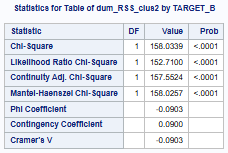 Statistics for Table of dum_RSS_clus2 by TARGET_B
Statistic DF Value Prob
Chi-Square 1 158.0339 <.0001
Likelihood Ratio Chi-Square 1 152.7100 <.0001
Continuity Adj. Chi-Square 1 157.5524 <.0001
Mantel-Haenszel Chi-Square 1 158.0257 <.0001
Phi Coefficient -0.0903
Contingency Coefficient 0.0900
Cramer's V -0.0903